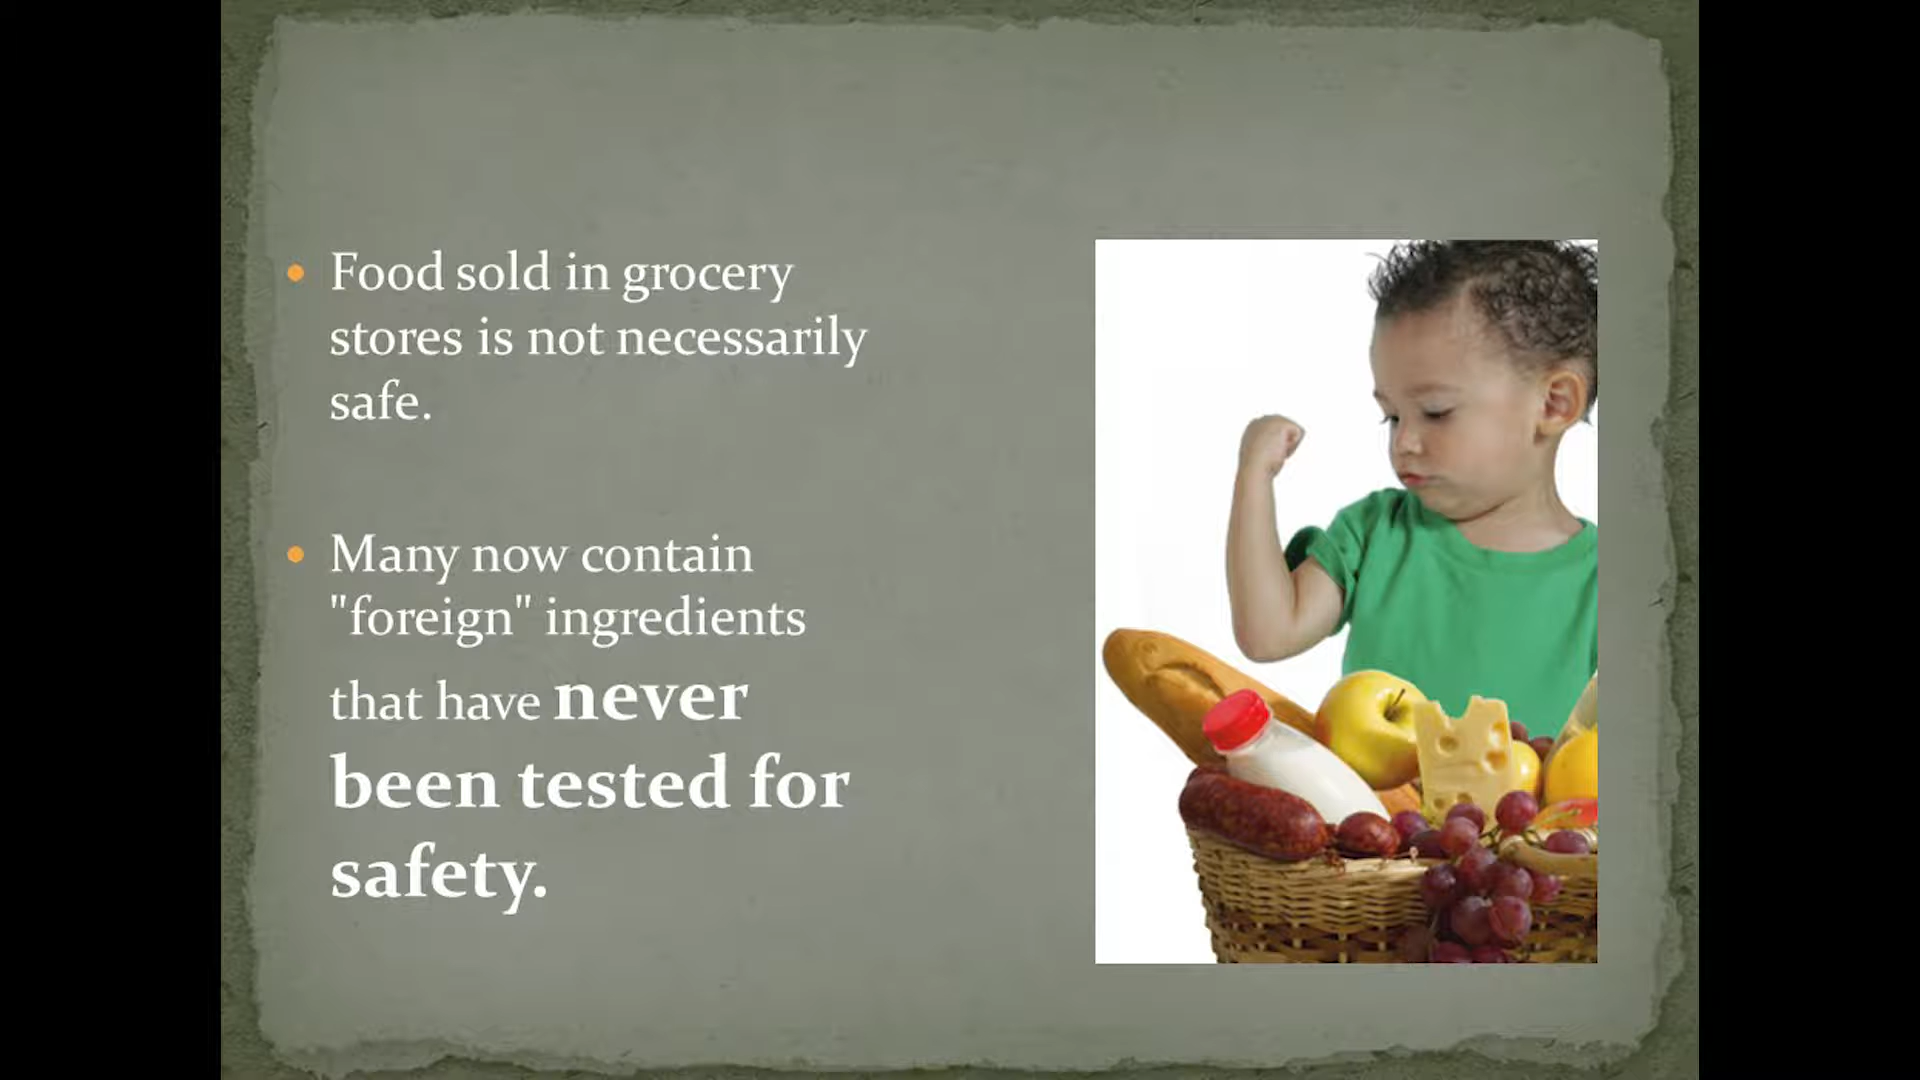 Food sold in grocery
stores is not necessarily
safe.
Many now contain
"foreign" ingredients
that have never
been tested for
safety.